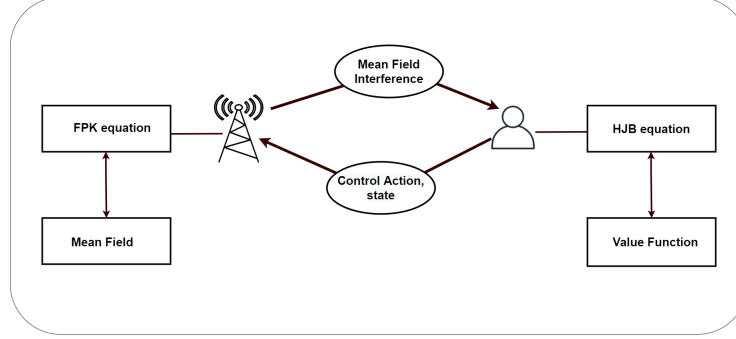 Mean Field
Interference
FPK equation
HJB equation
Control Action,
state
Mean Field
Value Function